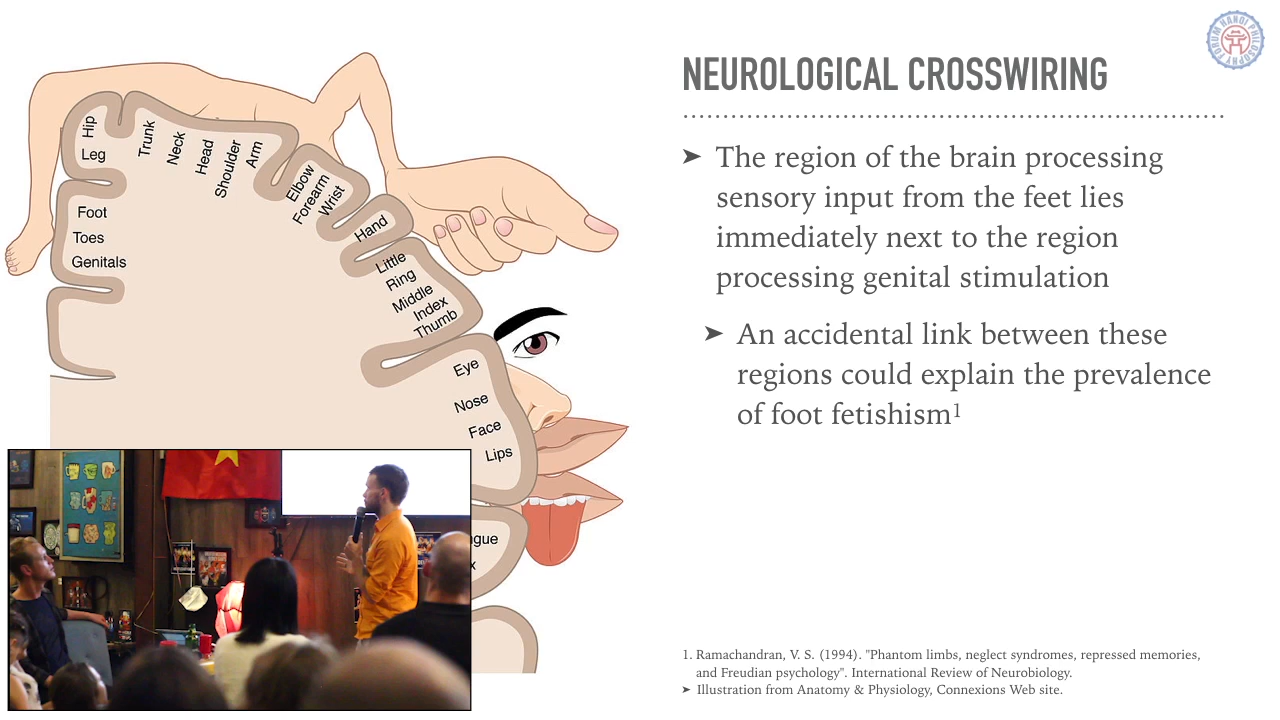 HANOI PHILOSOPHY FORUM
NEUROLOGICAL CROSSWIRING
➤ The region of the brain processing
sensory input from the feet lies
immediately next to the region
processing genital stimulation
➤ An accidental link between these
regions could explain the prevalence
of foot fetishism¹
Hip
Leg
Trunk
Neck
Head
Shoulder
Arm
Elbow
Forearm
Wrist
Hand
Little
Ring
Middle
Index
Thumb
Foot
Toes
Genitals
Eye
Nose
Face
Lips
gue
x
1. Ramachandran, V. S. (1994). "Phantom limbs, neglect syndromes, repressed memories,
and Freudian psychology". International Review of Neurobiology.
➤ Illustration from Anatomy & Physiology, Connexions Web site.